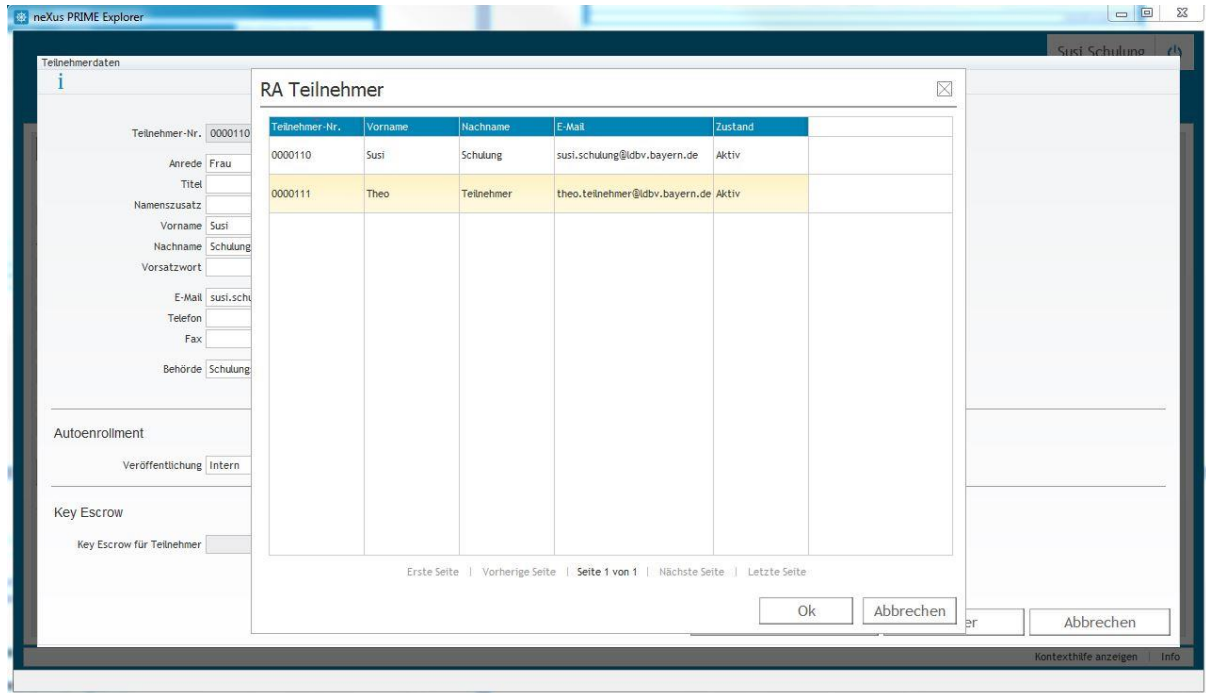 neXus PRIME Explorer
Susi Schulung
Teilnehmerdaten
i
RA Teilnehmer
Teilnehmer-Nr. 0000110
Anrede Frau
Titel
Namenszusatz
Vorname Susi
Nachname Schulung
Vorsatzwort
E-Mail susi.schu
Telefon
Fax
Behörde Schulung
Autoenrollment
Veröffentlichung Intern
Key Escrow
Key Escrow für Teilnehmer
Teilnehmer-Nr. Vorname Nachname E-Mail Zustand
0000110 Susi Schulung susi.schulung@ldbv.bayern.de Aktiv
0000111 Theo Teilnehmer theo.teilnehmer@ldbv.bayern.de Aktiv
Erste Seite | Vorherige Seite | Seite 1 von 1 | Nächste Seite | Letzte Seite
Ok Abbrechen
er Abbrechen
Kontexthilfe anzeigen | Info